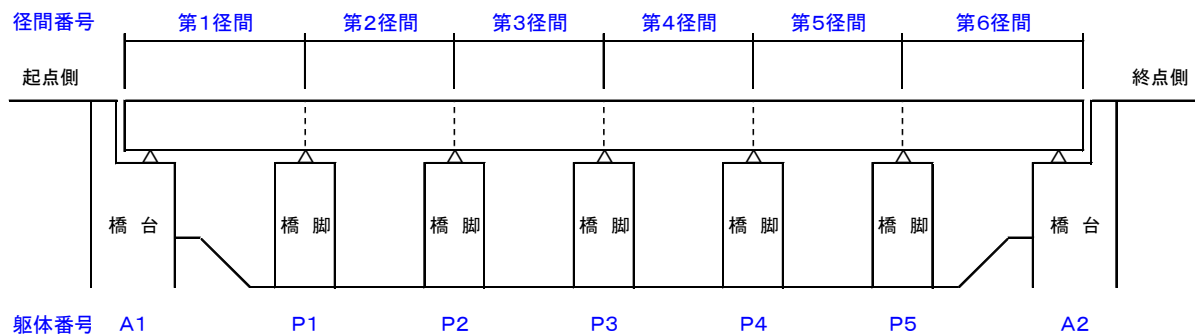 径間番号 第1径間 第2径間 第3径間 第4径間 第5径間 第6径間
起点側 終点側
橋台 橋脚 橋脚 橋脚 橋脚 橋脚 橋台
躯体番号 A1 P1 P2 P3 P4 P5 A2